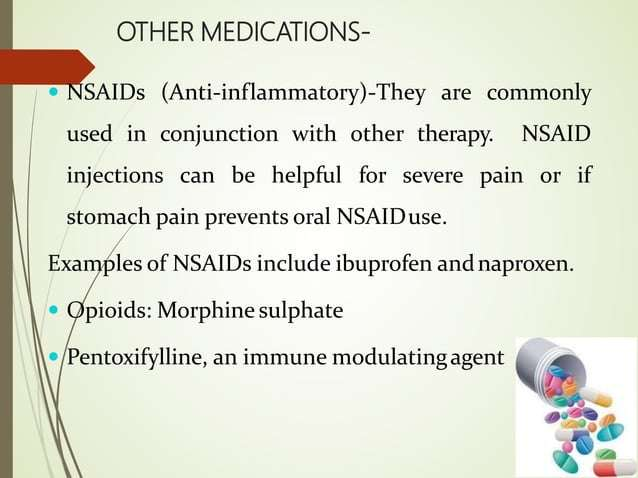 OTHER MEDICATIONS-
• NSAIDs (Anti-inflammatory)-They are commonly
used in conjunction with other therapy. NSAID
injections can be helpful for severe pain or if
stomach pain prevents oral NSAID use.
Examples of NSAIDs include ibuprofen and naproxen.
• Opioids: Morphine sulphate
• Pentoxifylline, an immune modulating agent